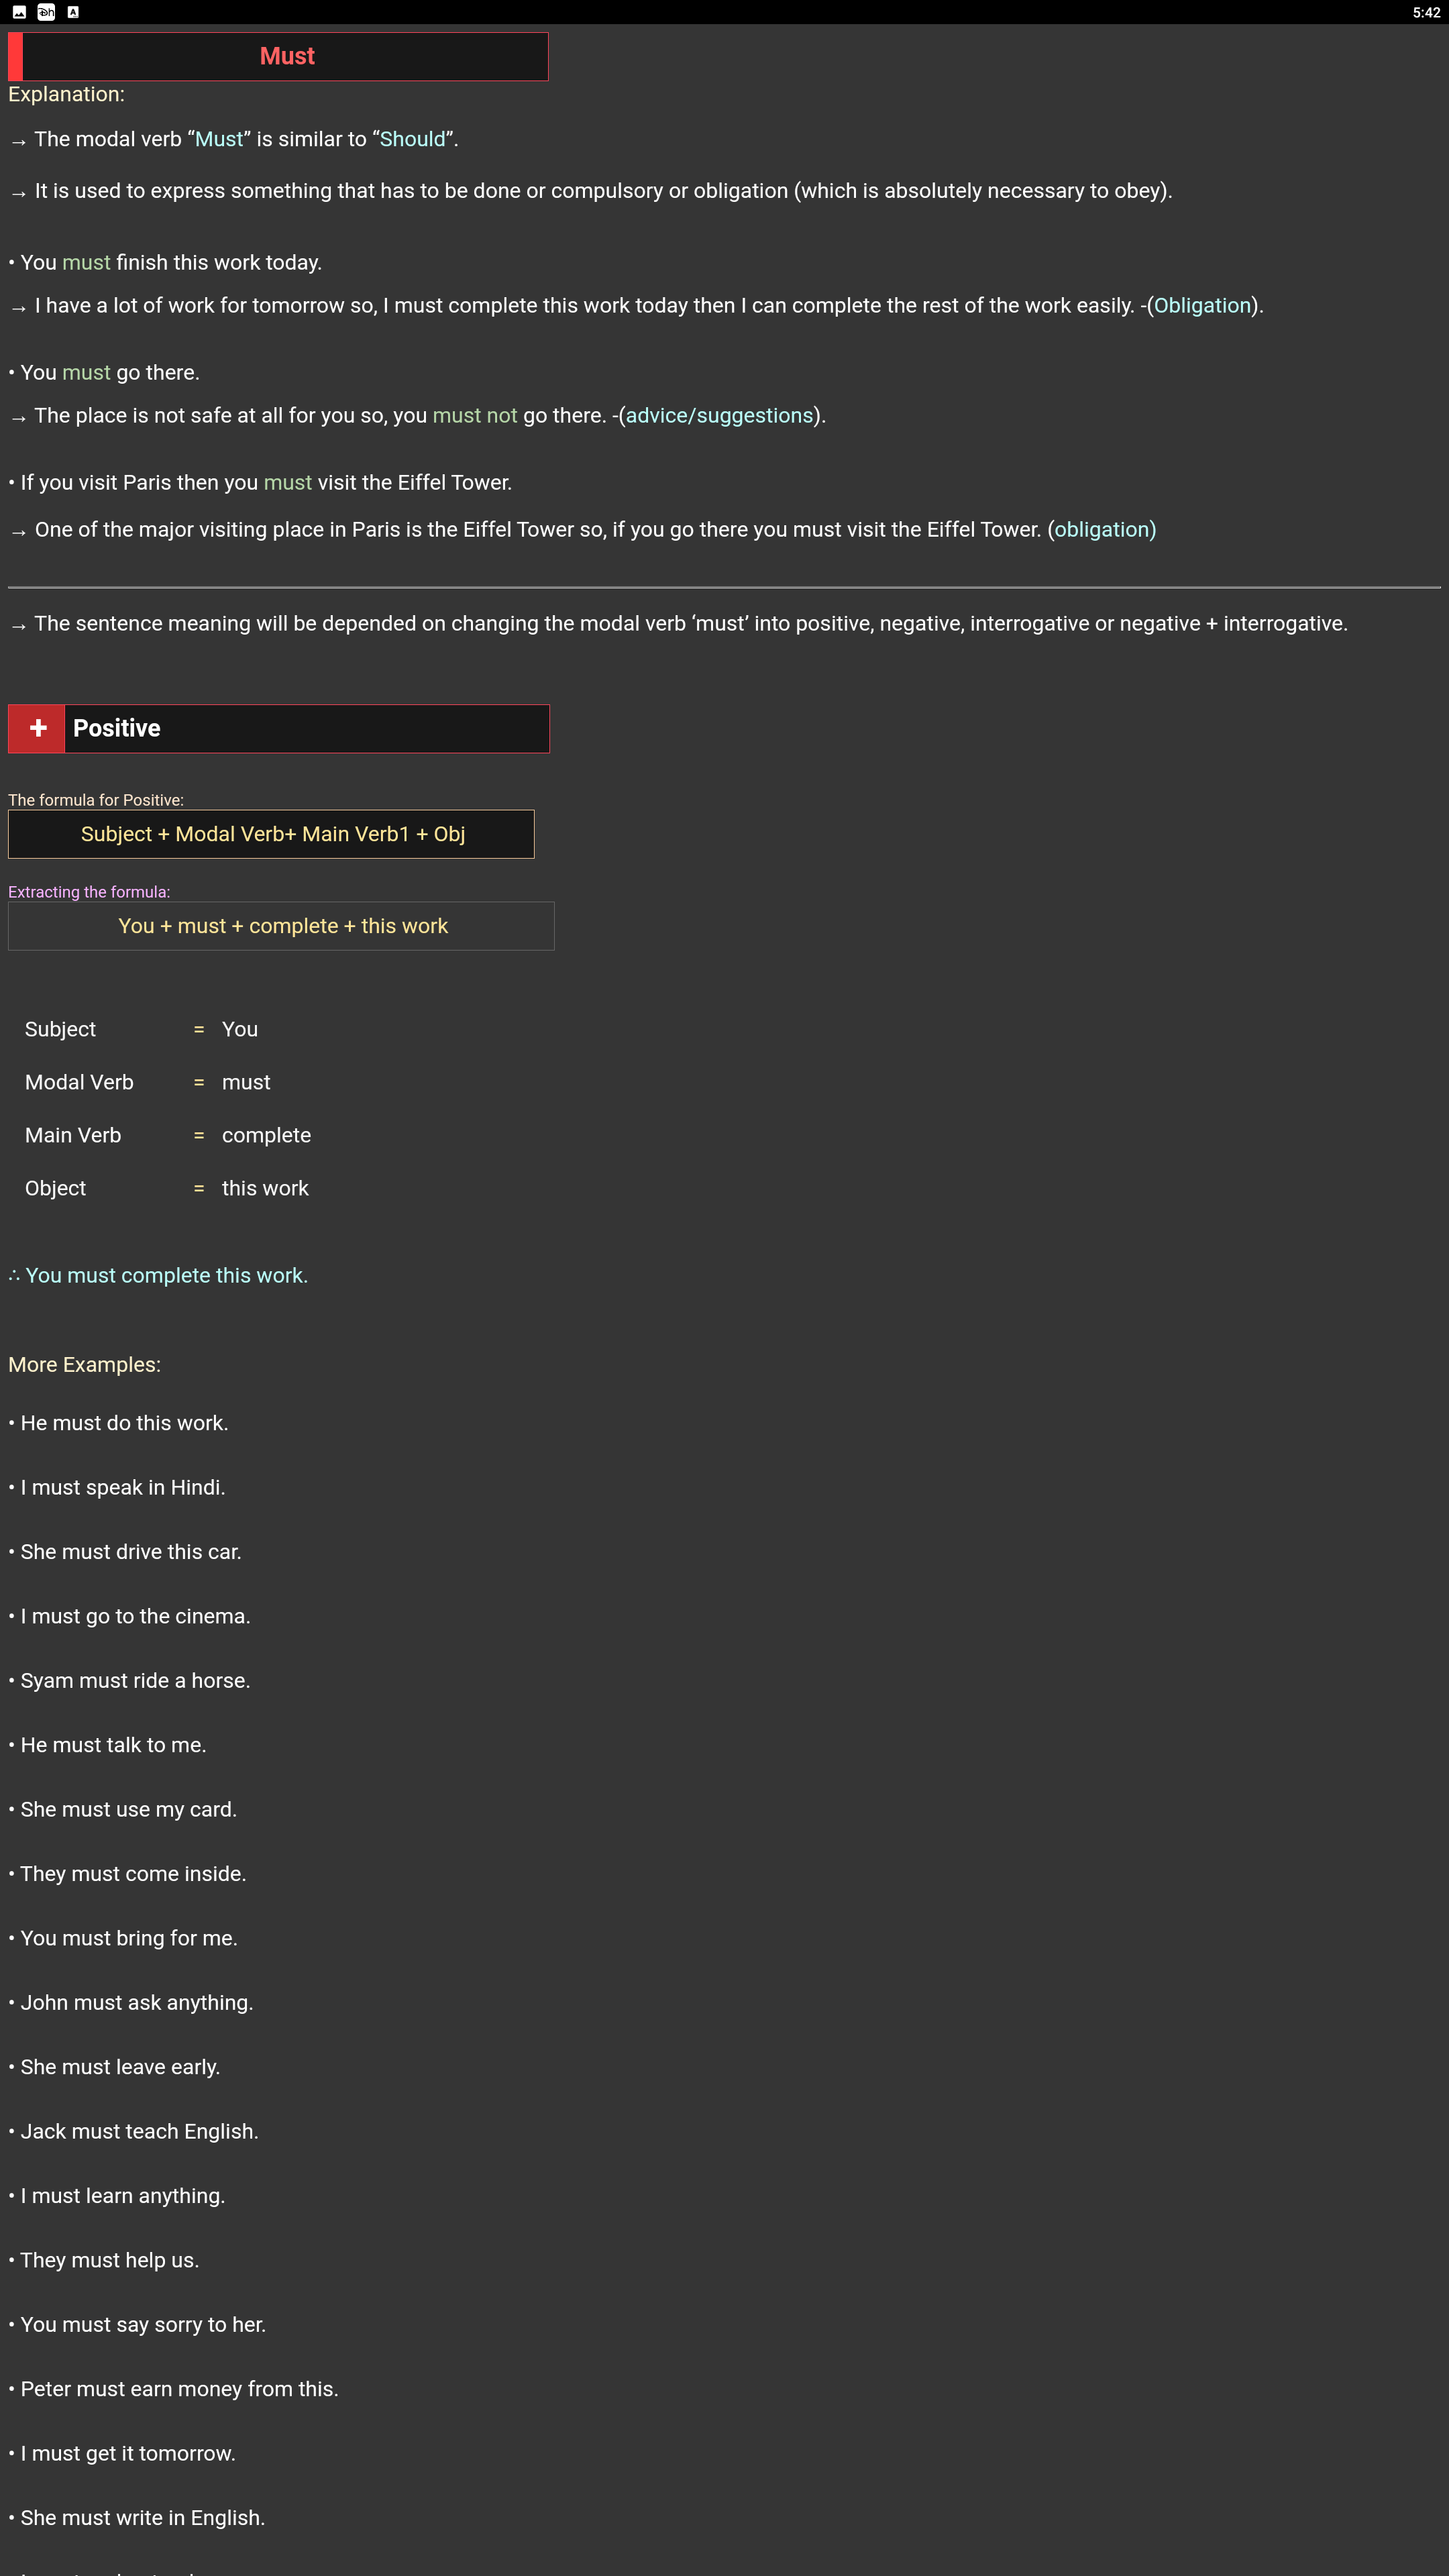 5:42
Must
Explanation:
→ The modal verb “Must” is similar to “Should”.
→ It is used to express something that has to be done or compulsory or obligation (which is absolutely necessary to obey).
• You must finish this work today.
→ I have a lot of work for tomorrow so, I must complete this work today then I can complete the rest of the work easily. -(Obligation).
• You must go there.
→ The place is not safe at all for you so, you must not go there. -(advice/suggestions).
• If you visit Paris then you must visit the Eiffel Tower.
→ One of the major visiting place in Paris is the Eiffel Tower so, if you go there you must visit the Eiffel Tower. (obligation)
→ The sentence meaning will be depended on changing the modal verb ‘must’ into positive, negative, interrogative or negative + interrogative.
+ Positive
The formula for Positive:
Subject + Modal Verb+ Main Verb1 + Obj
Extracting the formula:
You + must + complete + this work
Subject = You
Modal Verb = must
Main Verb = complete
Object = this work
∴ You must complete this work.
More Examples:
• He must do this work.
• I must speak in Hindi.
• She must drive this car.
• I must go to the cinema.
• Syam must ride a horse.
• He must talk to me.
• She must use my card.
• They must come inside.
• You must bring for me.
• John must ask anything.
• She must leave early.
• Jack must teach English.
• I must learn anything.
• They must help us.
• You must say sorry to her.
• Peter must earn money from this.
• I must get it tomorrow.
• She must write in English.